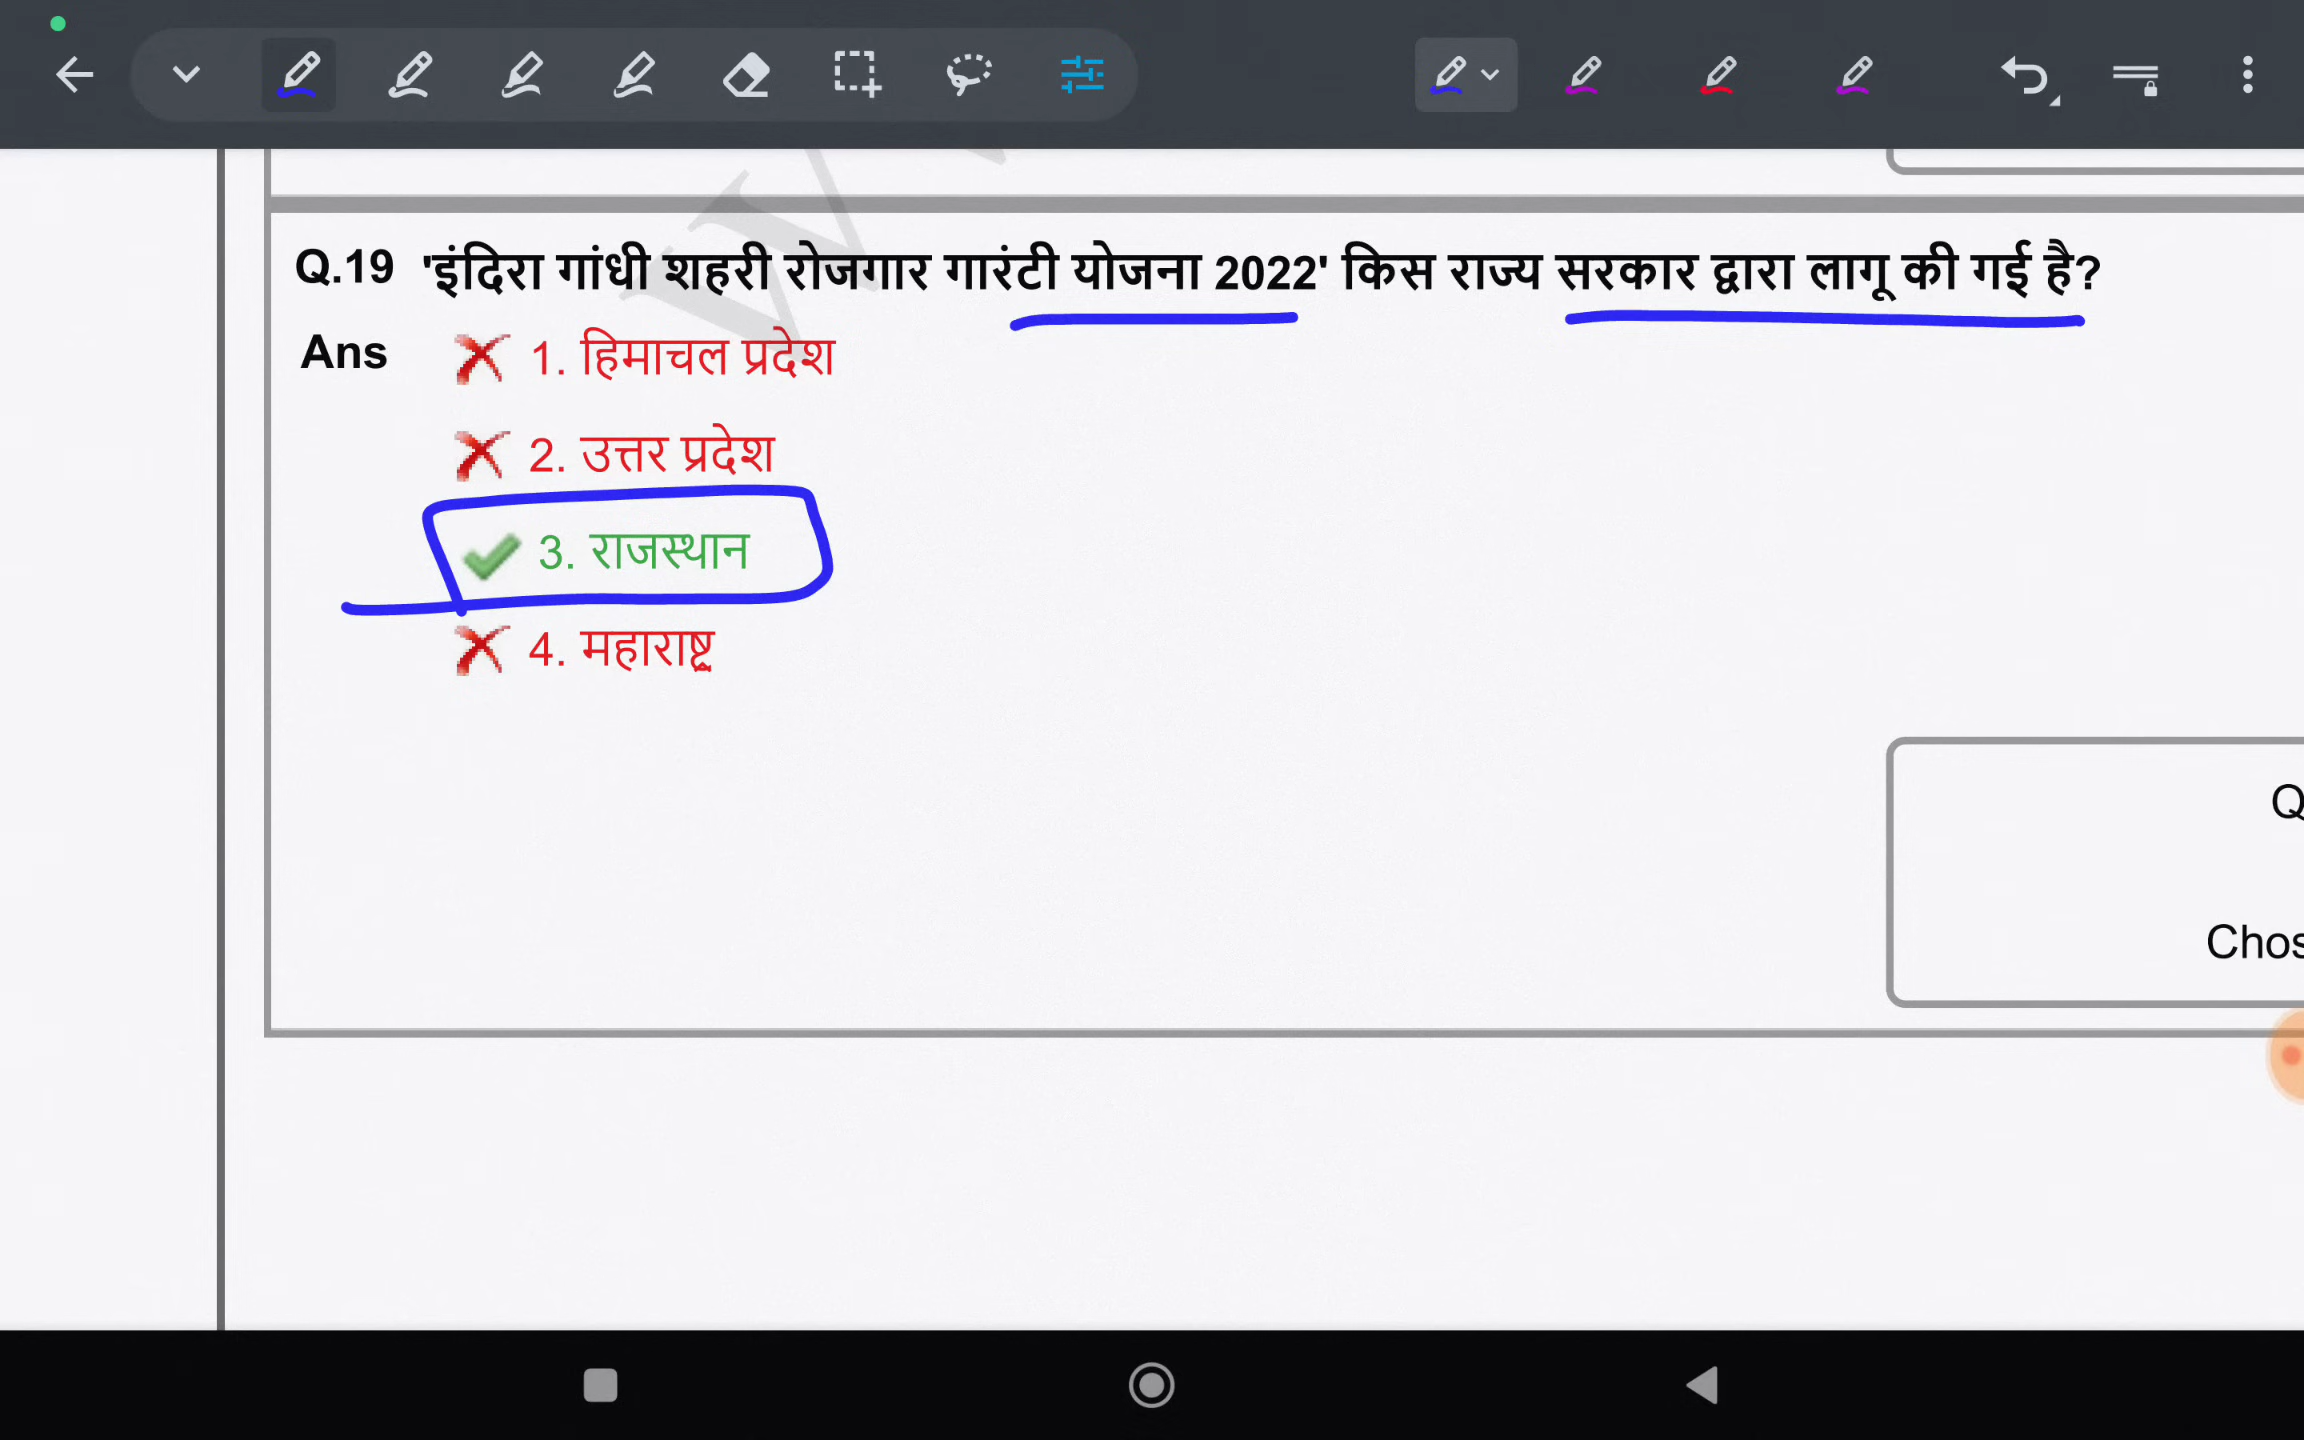 Q.19 'इंदिरा गांधी शहरी रोजगार गारंटी योजना 2022' किस राज्य सरकार द्वारा लागू की गई है?
Ans 1. हिमाचल प्रदेश
2. उत्तर प्रदेश
3. राजस्थान
4. महाराष्ट्र
Q
Chos